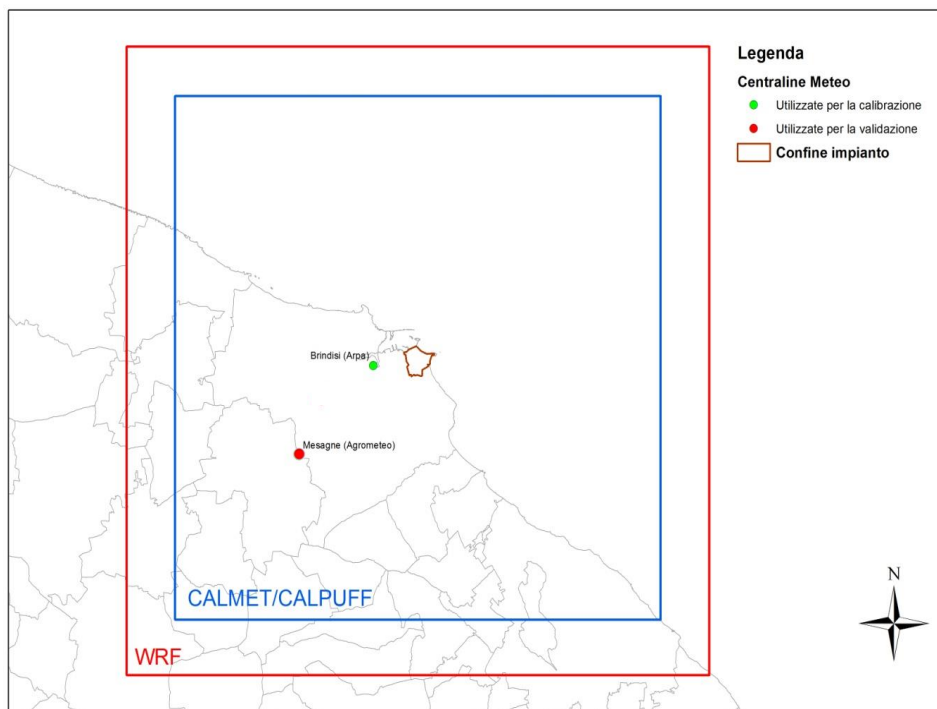 Legenda
Centraline Meteo
Utilizzate per la calibrazione
Utilizzate per la validazione
Confine impianto
Brindisi (Arpa)
Mesagne (Agrometeo)
CALMET/CALPUFF
WRF
N